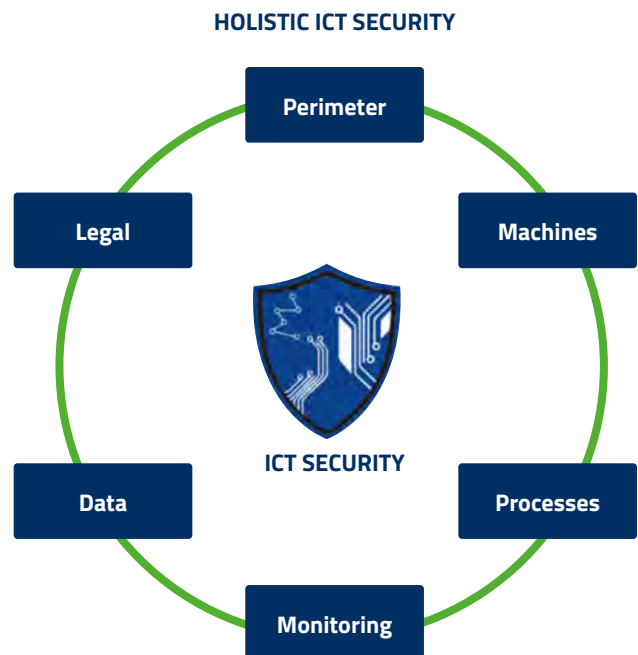 HOLISTIC ICT SECURITY
Perimeter
Legal
Machines
ICT SECURITY
Data
Processes
Monitoring